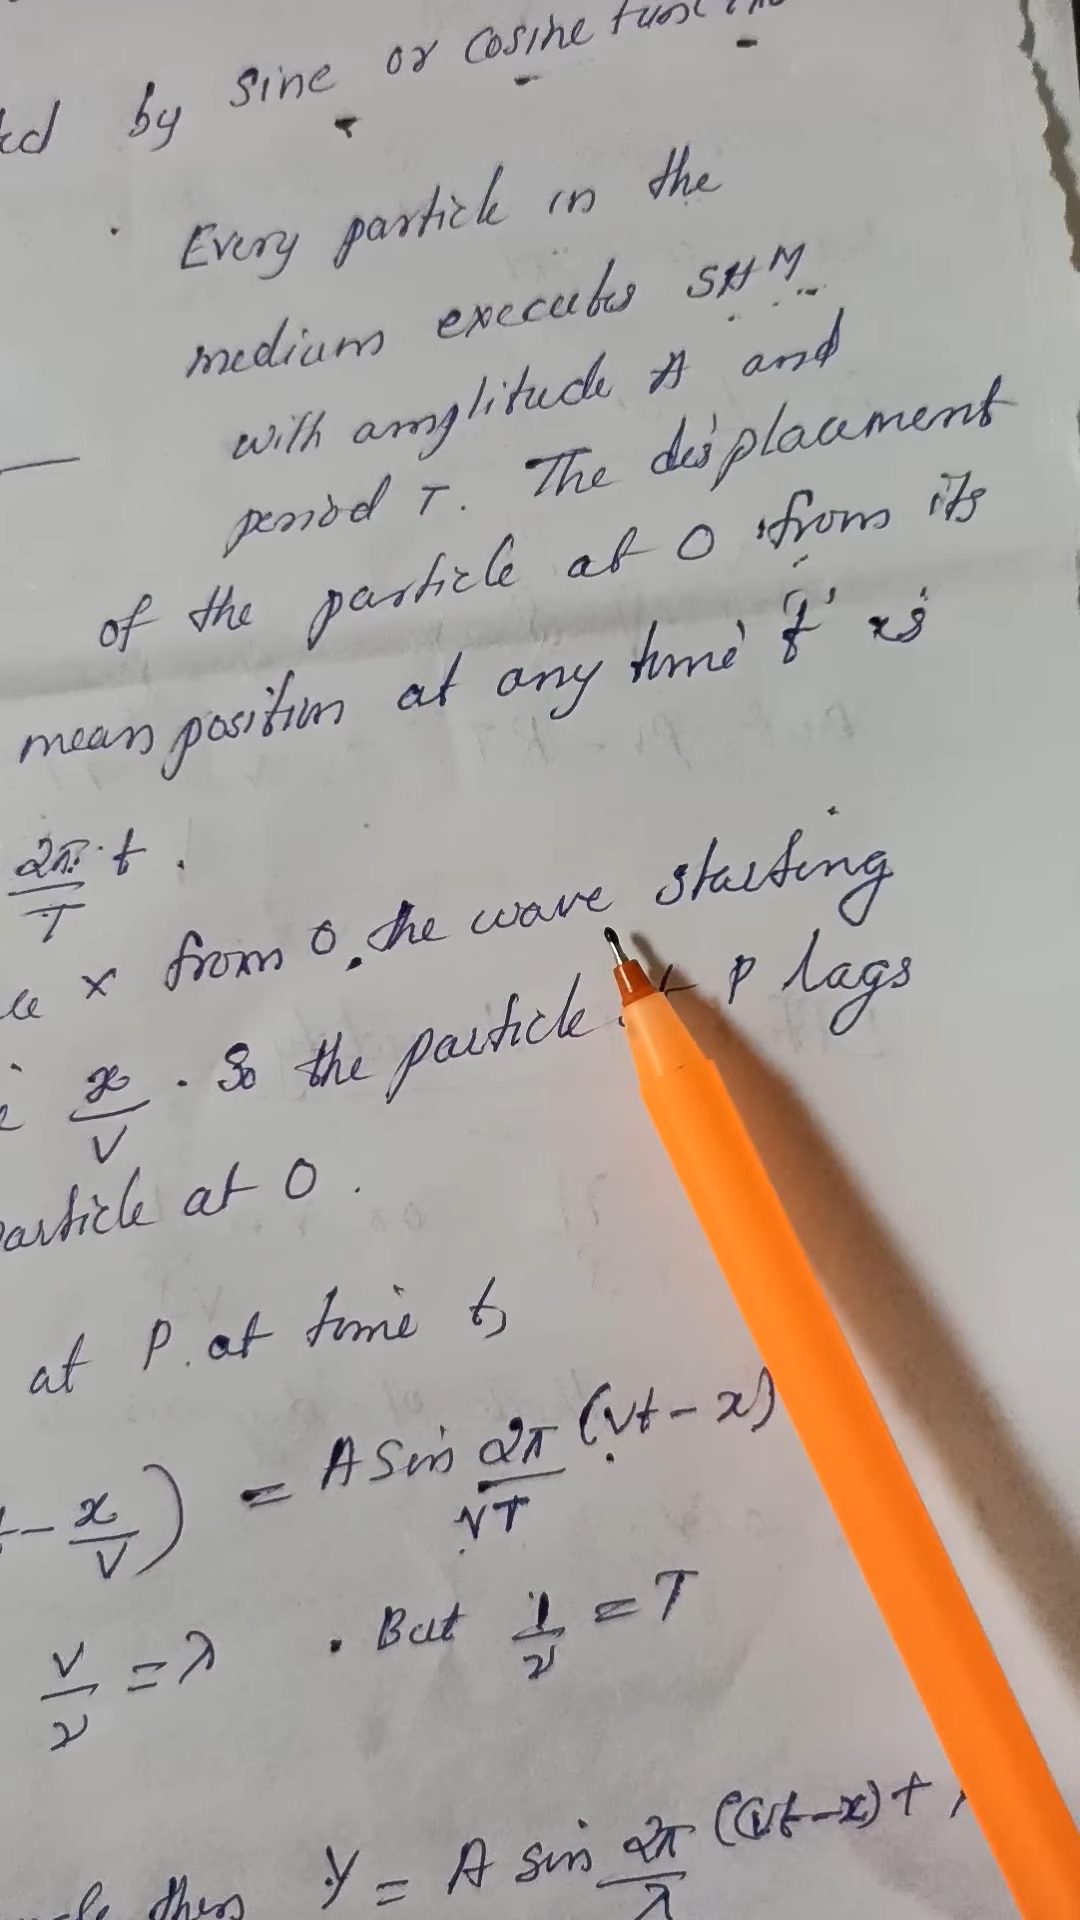 by sine or cosine
Every particle in the
medium executes SHM
with amplitude A and
period T. The displacement
of the particle at O from its
mean position at any time 't' is
2π/T t.
x from O, the wave starting
x/V. So the particle P lags
particle at O.
at P at time t,
- x/V) = A sin 2π/VT (Vt - x)
V/ν = λ. But 1/ν = T
then Y = A sin 2π/λ ((Vt - x) +